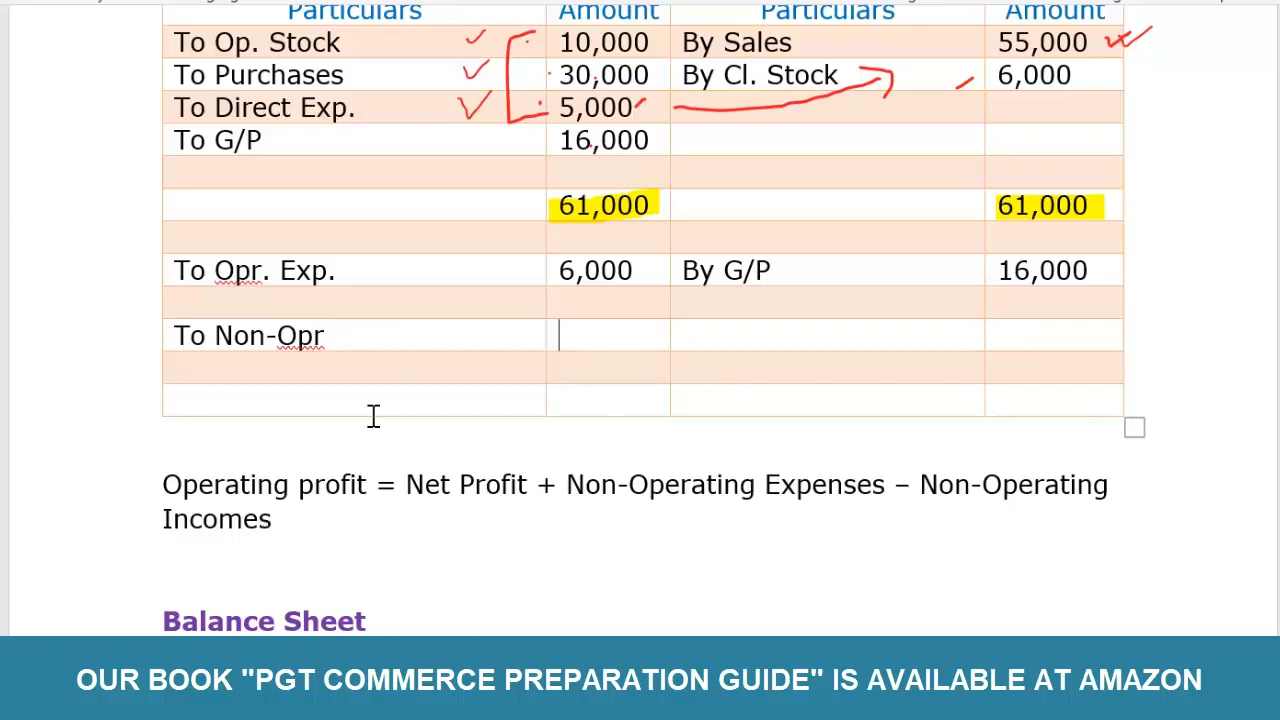 Particulars Amount Particulars Amount
To Op. Stock 10,000 By Sales 55,000
To Purchases 30,000 By Cl. Stock 6,000
To Direct Exp. 5,000
To G/P 16,000
61,000 61,000
To Opr. Exp. 6,000 By G/P 16,000
To Non-Opr
Operating profit = Net Profit + Non-Operating Expenses – Non-Operating
Incomes
Balance Sheet
OUR BOOK "PGT COMMERCE PREPARATION GUIDE" IS AVAILABLE AT AMAZON